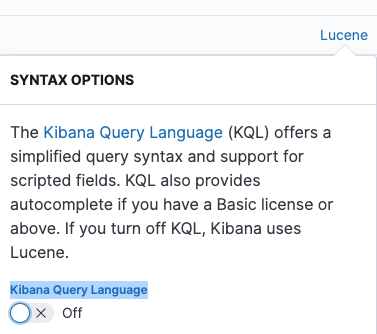 Lucene
SYNTAX OPTIONS
The Kibana Query Language (KQL) offers a
simplified query syntax and support for
scripted fields. KQL also provides
autocomplete if you have a Basic license or
above. If you turn off KQL, Kibana uses
Lucene.
Kibana Query Language
Off